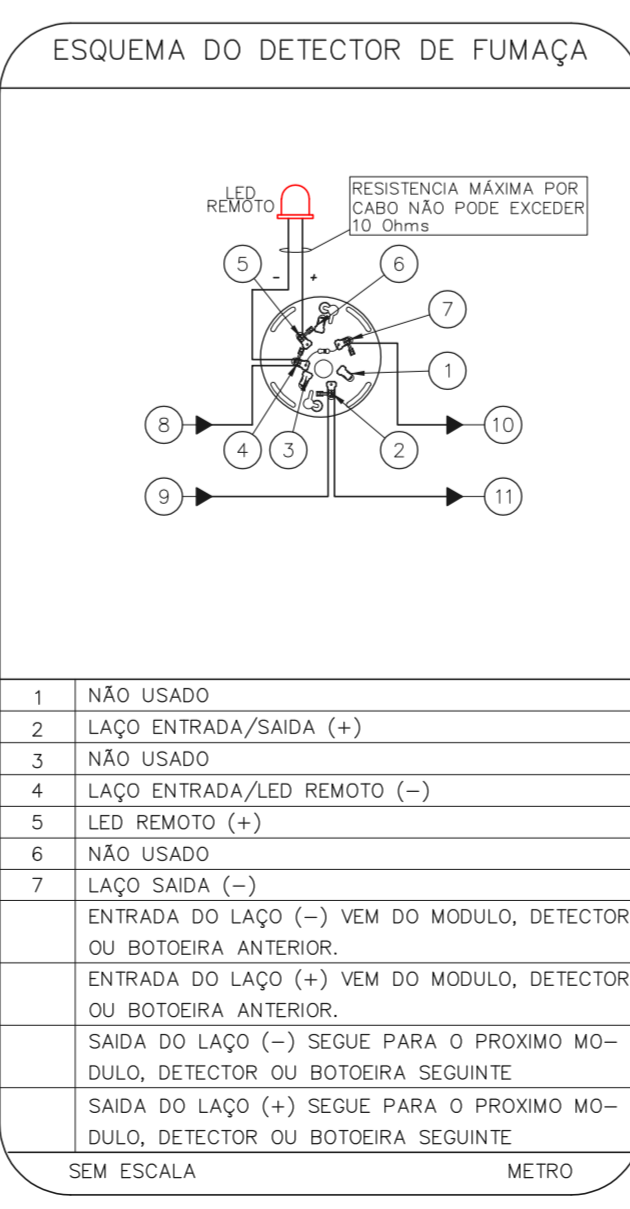 ESQUEMA DO DETECTOR DE FUMAÇA
LED
REMOTO
RESISTENCIA MÁXIMA POR
CABO NÃO PODE EXCEDER
10 Ohms
5
-
+
6
7
1
8
10
4
3
2
9
11
1 NÃO USADO
2 LAÇO ENTRADA/SAIDA (+)
3 NÃO USADO
4 LAÇO ENTRADA/LED REMOTO (−)
5 LED REMOTO (+)
6 NÃO USADO
7 LAÇO SAIDA (−)
ENTRADA DO LAÇO (−) VEM DO MODULO, DETECTOR
OU BOTOEIRA ANTERIOR.
ENTRADA DO LAÇO (+) VEM DO MODULO, DETECTOR
OU BOTOEIRA ANTERIOR.
SAIDA DO LAÇO (−) SEGUE PARA O PROXIMO MO−
DULO, DETECTOR OU BOTOEIRA SEGUINTE
SAIDA DO LAÇO (+) SEGUE PARA O PROXIMO MO−
DULO, DETECTOR OU BOTOEIRA SEGUINTE
SEM ESCALA METRO